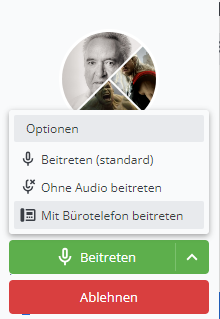 Optionen
Beitreten (standard)
Ohne Audio beitreten
Mit Bürotelefon beitreten
Beitreten
Ablehnen